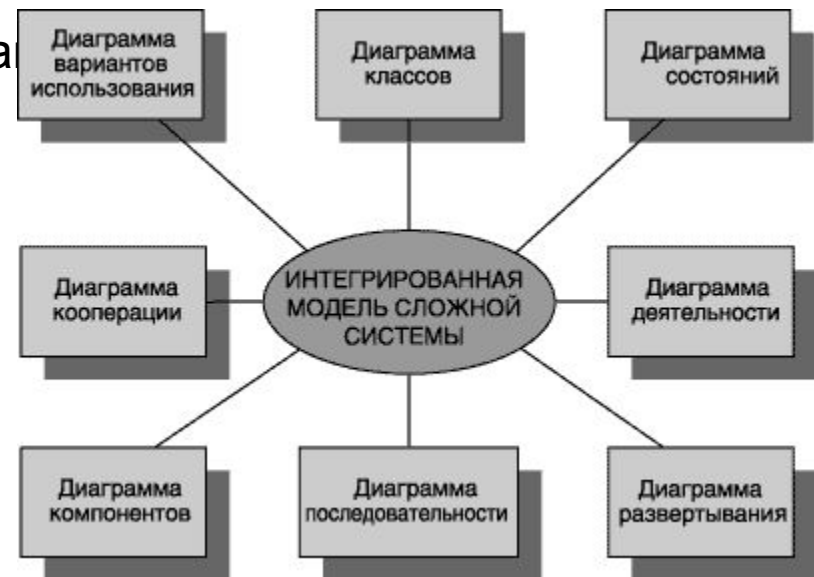 Диаграмма
вариантов
использования
Диаграмма
классов
Диаграмма
состояний
Диаграмма
кооперации
ИНТЕГРИРОВАННАЯ
МОДЕЛЬ СЛОЖНОЙ
СИСТЕМЫ
Диаграмма
деятельности
Диаграмма
компонентов
Диаграмма
последовательности
Диаграмма
развертывания